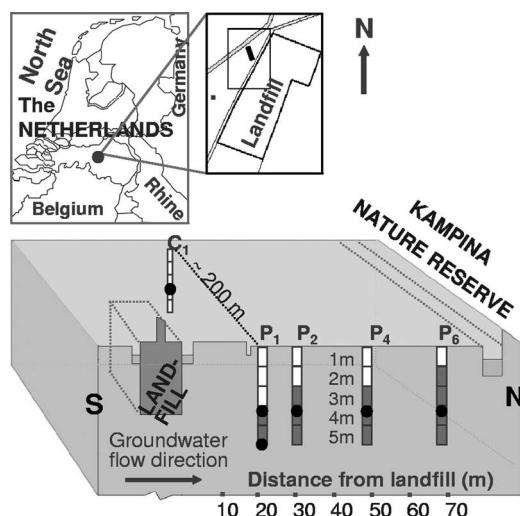 North
Sea
The
NETHERLANDS
Germany
Belgium
Rhine
Landfill
N
KAMPINA
NATURE RESERVE
C1
~ 200 m
P1 P2 P4 P6
1m
2m
3m
4m
5m
LAND-
FILL
S
N
Groundwater
flow direction
Distance from landfill (m)
10 20 30 40 50 60 70